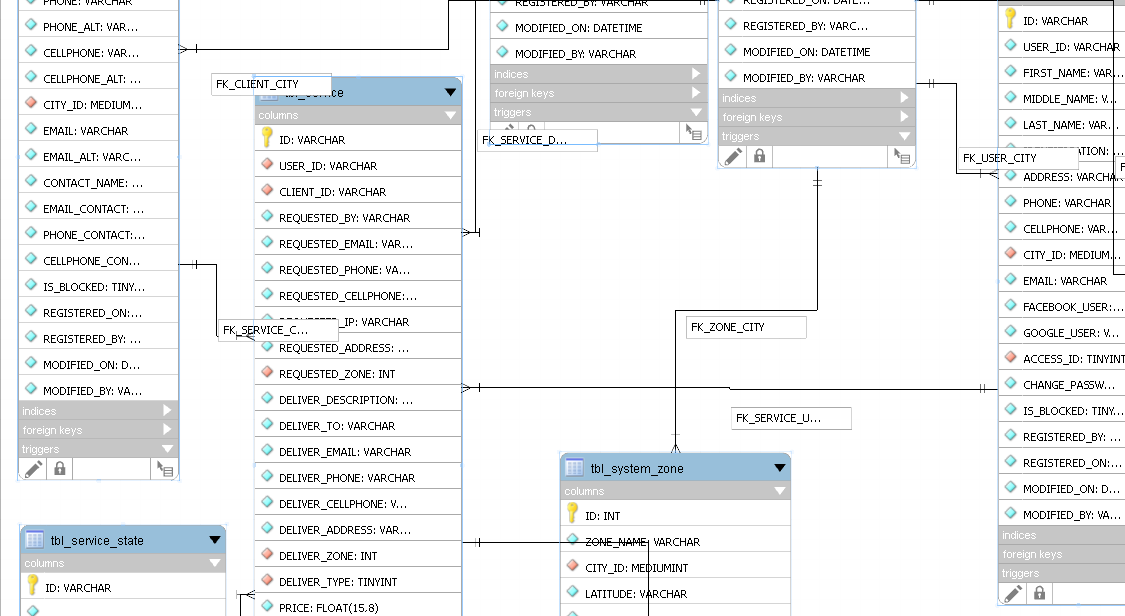 PHONE: VARCHAR
PHONE_ALT: VAR...
CELLPHONE: VAR...
CELLPHONE_ALT: ...
CITY_ID: MEDIUM...
EMAIL: VARCHAR
EMAIL_ALT: VARC...
CONTACT_NAME: ...
EMAIL_CONTACT: ...
PHONE_CONTACT:...
CELLPHONE_CON...
IS_BLOCKED: TINY...
REGISTERED_ON:...
REGISTERED_BY: ...
MODIFIED_ON: D...
MODIFIED_BY: VA...
indices
foreign keys
triggers
tbl_service_state
columns
ID: VARCHAR
FK_CLIENT_CITY
tbl_service
columns
ID: VARCHAR
USER_ID: VARCHAR
CLIENT_ID: VARCHAR
REQUESTED_BY: VARCHAR
REQUESTED_EMAIL: VAR...
REQUESTED_PHONE: VA...
REQUESTED_CELLPHONE:...
FK_SERVICE_C...
REQUESTED_IP: VARCHAR
REQUESTED_ADDRESS: ...
REQUESTED_ZONE: INT
DELIVER_DESCRIPTION: ...
DELIVER_TO: VARCHAR
DELIVER_EMAIL: VARCHAR
DELIVER_PHONE: VARCHAR
DELIVER_CELLPHONE: V...
DELIVER_ADDRESS: VAR...
DELIVER_ZONE: INT
DELIVER_TYPE: TINYINT
PRICE: FLOAT(15,8)
REGISTERED_BY: VARCHAR
MODIFIED_ON: DATETIME
MODIFIED_BY: VARCHAR
indices
foreign keys
triggers
FK_SERVICE_D...
REGISTERED_ON: DATE...
REGISTERED_BY: VARC...
MODIFIED_ON: DATETIME
MODIFIED_BY: VARCHAR
indices
foreign keys
triggers
FK_ZONE_CITY
FK_SERVICE_U...
tbl_system_zone
columns
ID: INT
ZONE_NAME: VARCHAR
CITY_ID: MEDIUMINT
LATITUDE: VARCHAR
ID: VARCHAR
USER_ID: VARCHAR
FIRST_NAME: VAR...
MIDDLE_NAME: V...
LAST_NAME: VAR...
ATION: ...
FK_USER_CITY
ADDRESS: VARCHA
PHONE: VARCHAR
CELLPHONE: VAR...
CITY_ID: MEDIUM...
EMAIL: VARCHAR
FACEBOOK_USER:...
GOOGLE_USER: V...
ACCESS_ID: TINYINT
CHANGE_PASSW...
IS_BLOCKED: TINY...
REGISTERED_BY: ...
REGISTERED_ON:...
MODIFIED_ON: D...
MODIFIED_BY: VA...
indices
foreign keys
triggers